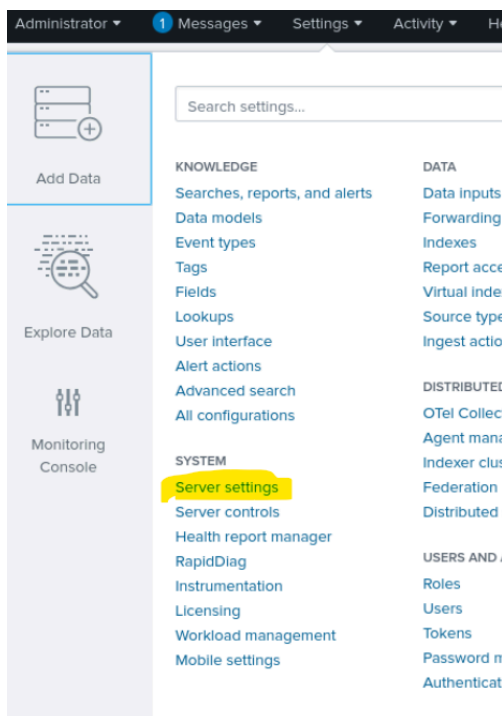 Administrator ▾ 1 Messages ▾ Settings ▾ Activity ▾
Search settings...
Add Data
Explore Data
Monitoring
Console
KNOWLEDGE
Searches, reports, and alerts
Data models
Event types
Tags
Fields
Lookups
User interface
Alert actions
Advanced search
All configurations
SYSTEM
Server settings
Server controls
Health report manager
RapidDiag
Instrumentation
Licensing
Workload management
Mobile settings
DATA
Data inputs
Forwarding
Indexes
Report acce
Virtual inde
Source type
Ingest actio
DISTRIBUTED
OTel Collec
Agent mana
Indexer clus
Federation
Distributed
USERS AND
Roles
Users
Tokens
Password m
Authenticat